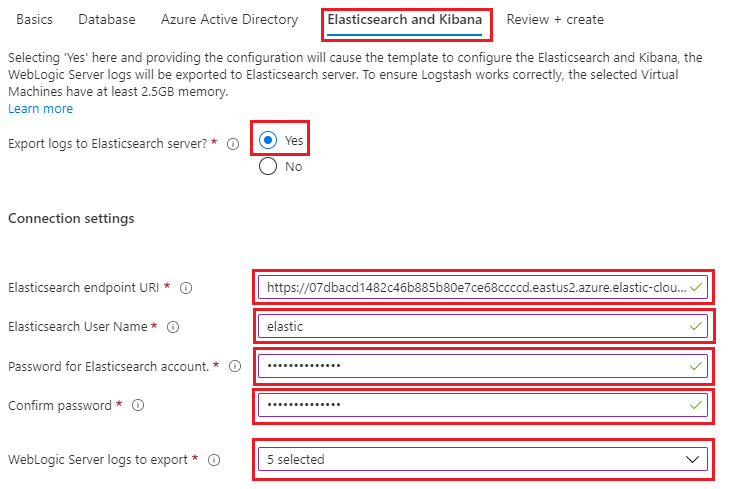 Basics Database Azure Active Directory Elasticsearch and Kibana Review + create
Selecting 'Yes' here and providing the configuration will cause the template to configure the Elasticsearch and Kibana, the
WebLogic Server logs will be exported to Elasticsearch server. To ensure Logstash works correctly, the selected Virtual
Machines have at least 2.5GB memory.
Learn more
Export logs to Elasticsearch server? * Yes
No
Connection settings
Elasticsearch endpoint URI * https://07dbacd1482c46b885b80e7ce68ccccd.eastus2.azure.elastic-clou...
Elasticsearch User Name * elastic
Password for Elasticsearch account. * ••••••••••••••
Confirm password * ••••••••••••••
WebLogic Server logs to export * 5 selected